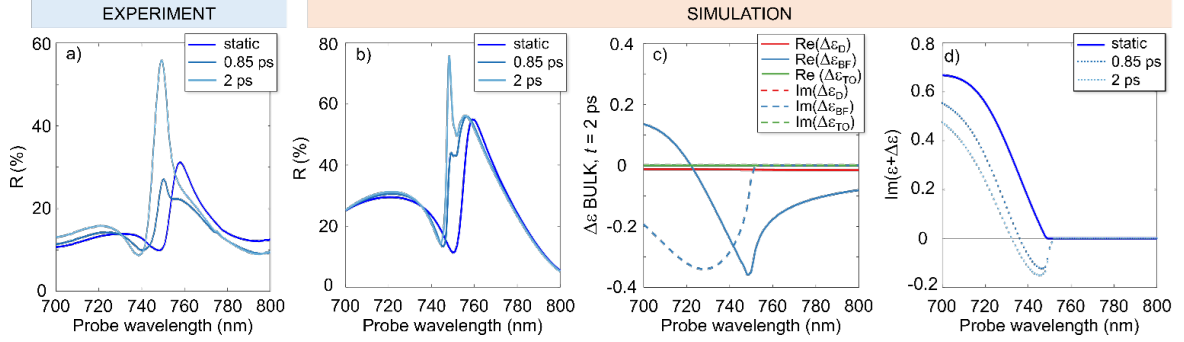 EXPERIMENT
SIMULATION
a)
static
0.85 ps
2 ps
60
40
20
0
R (%)
700 720 740 760 780 800
Probe wavelength (nm)
b)
static
0.85 ps
2 ps
80
60
40
20
0
R (%)
700 720 740 760 780 800
Probe wavelength (nm)
c)
Re(Δε_D)
Re(Δε_BF)
Re (Δε_TO)
Im(Δε_D)
Im(Δε_BF)
Im(Δε_TO)
0.4
0.2
0
-0.2
-0.4
Δε BULK, t = 2 ps
700 720 740 760 780 800
Probe wavelength (nm)
d)
static
0.85 ps
2 ps
0.8
0.6
0.4
0.2
0
-0.2
Im(ε+Δε)
700 720 740 760 780 800
Probe wavelength (nm)